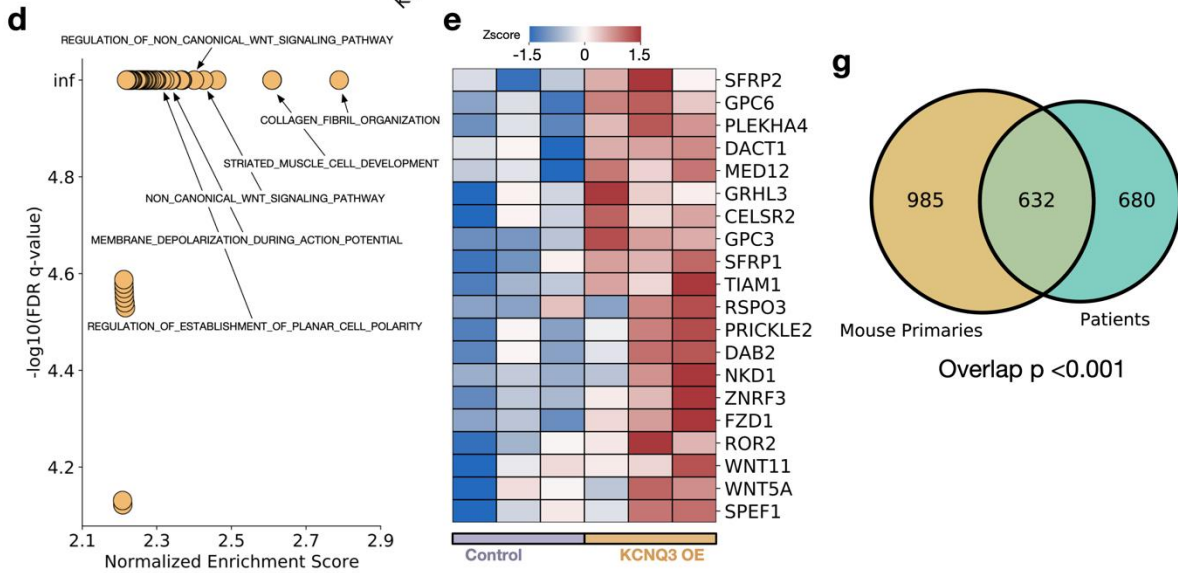 d
REGULATION_OF_NON_CANONICAL_WNT_SIGNALING_PATHWAY
inf
COLLAGEN_FIBRIL_ORGANIZATION
STRIATED_MUSCLE_CELL_DEVELOPMENT
4.8
NON_CANONICAL_WNT_SIGNALING_PATHWAY
MEMBRANE_DEPOLARIZATION_DURING_ACTION_POTENTIAL
4.6
REGULATION_OF_ESTABLISHMENT_OF_PLANAR_CELL_POLARITY
4.4
4.2
-log10(FDR q-value)
2.1 2.3 2.5 2.7 2.9
Normalized Enrichment Score
e
Zscore
-1.5 0 1.5
SFRP2
GPC6
PLEKHA4
DACT1
MED12
GRHL3
CELSR2
GPC3
SFRP1
TIAM1
RSPO3
PRICKLE2
DAB2
NKD1
ZNRF3
FZD1
ROR2
WNT11
WNT5A
SPEF1
Control KCNQ3 OE
g
985 632 680
Mouse Primaries Patients
Overlap p <0.001